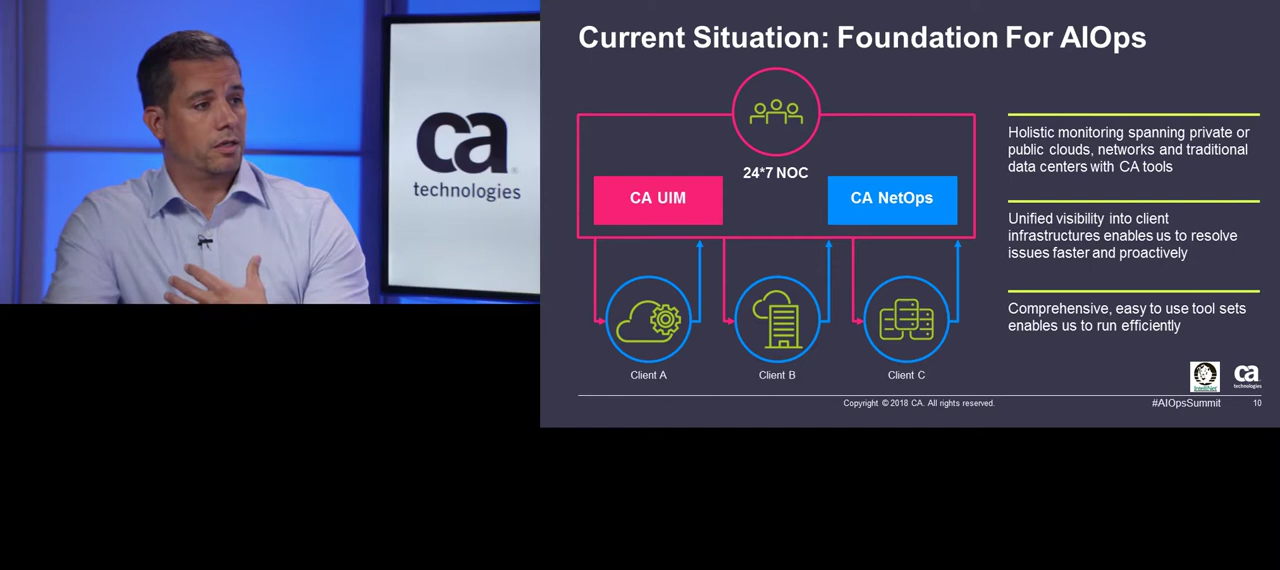 ca
technologies
Current Situation: Foundation For AIOps
24*7 NOC
CA UIM
CA NetOps
Client A
Client B
Client C
Holistic monitoring spanning private or
public clouds, networks and traditional
data centers with CA tools
Unified visibility into client
infrastructures enables us to resolve
issues faster and proactively
Comprehensive, easy to use tool sets
enables us to run efficiently
IntelliNet
ca
technologies
Copyright © 2018 CA. All rights reserved.
#AIOpsSummit
10